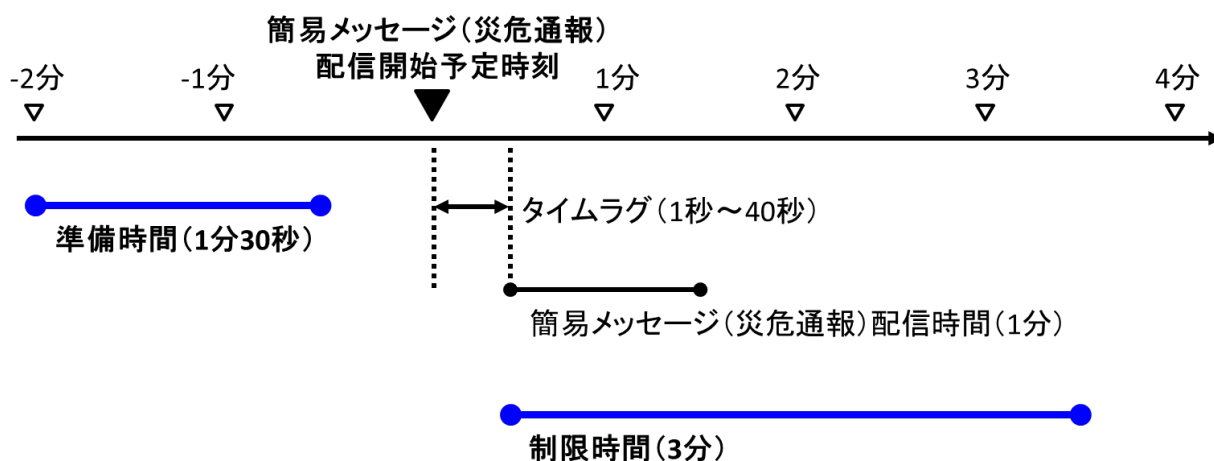 簡易メッセージ（災危通報）
配信開始予定時刻
-2分
-1分
1分
2分
3分
4分
タイムラグ（1秒～40秒）
準備時間（1分30秒）
簡易メッセージ（災危通報）配信時間（1分）
制限時間（3分）